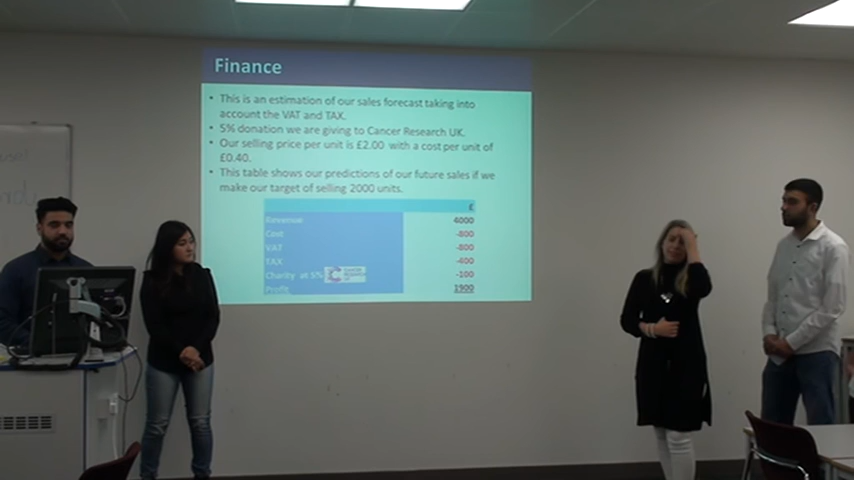 Finance
• This is an estimation of our sales forecast taking into
account the VAT and TAX.
• 5% donation we are giving to Cancer Research UK.
• Our selling price per unit is £2.00 with a cost per unit of
£0.40.
• This table shows our predictions of our future sales if we
make our target of selling 2000 units.
£
Revenue 4000
Cost -800
VAT -800
TAX -400
Charity at 5% -100
Profit 1900